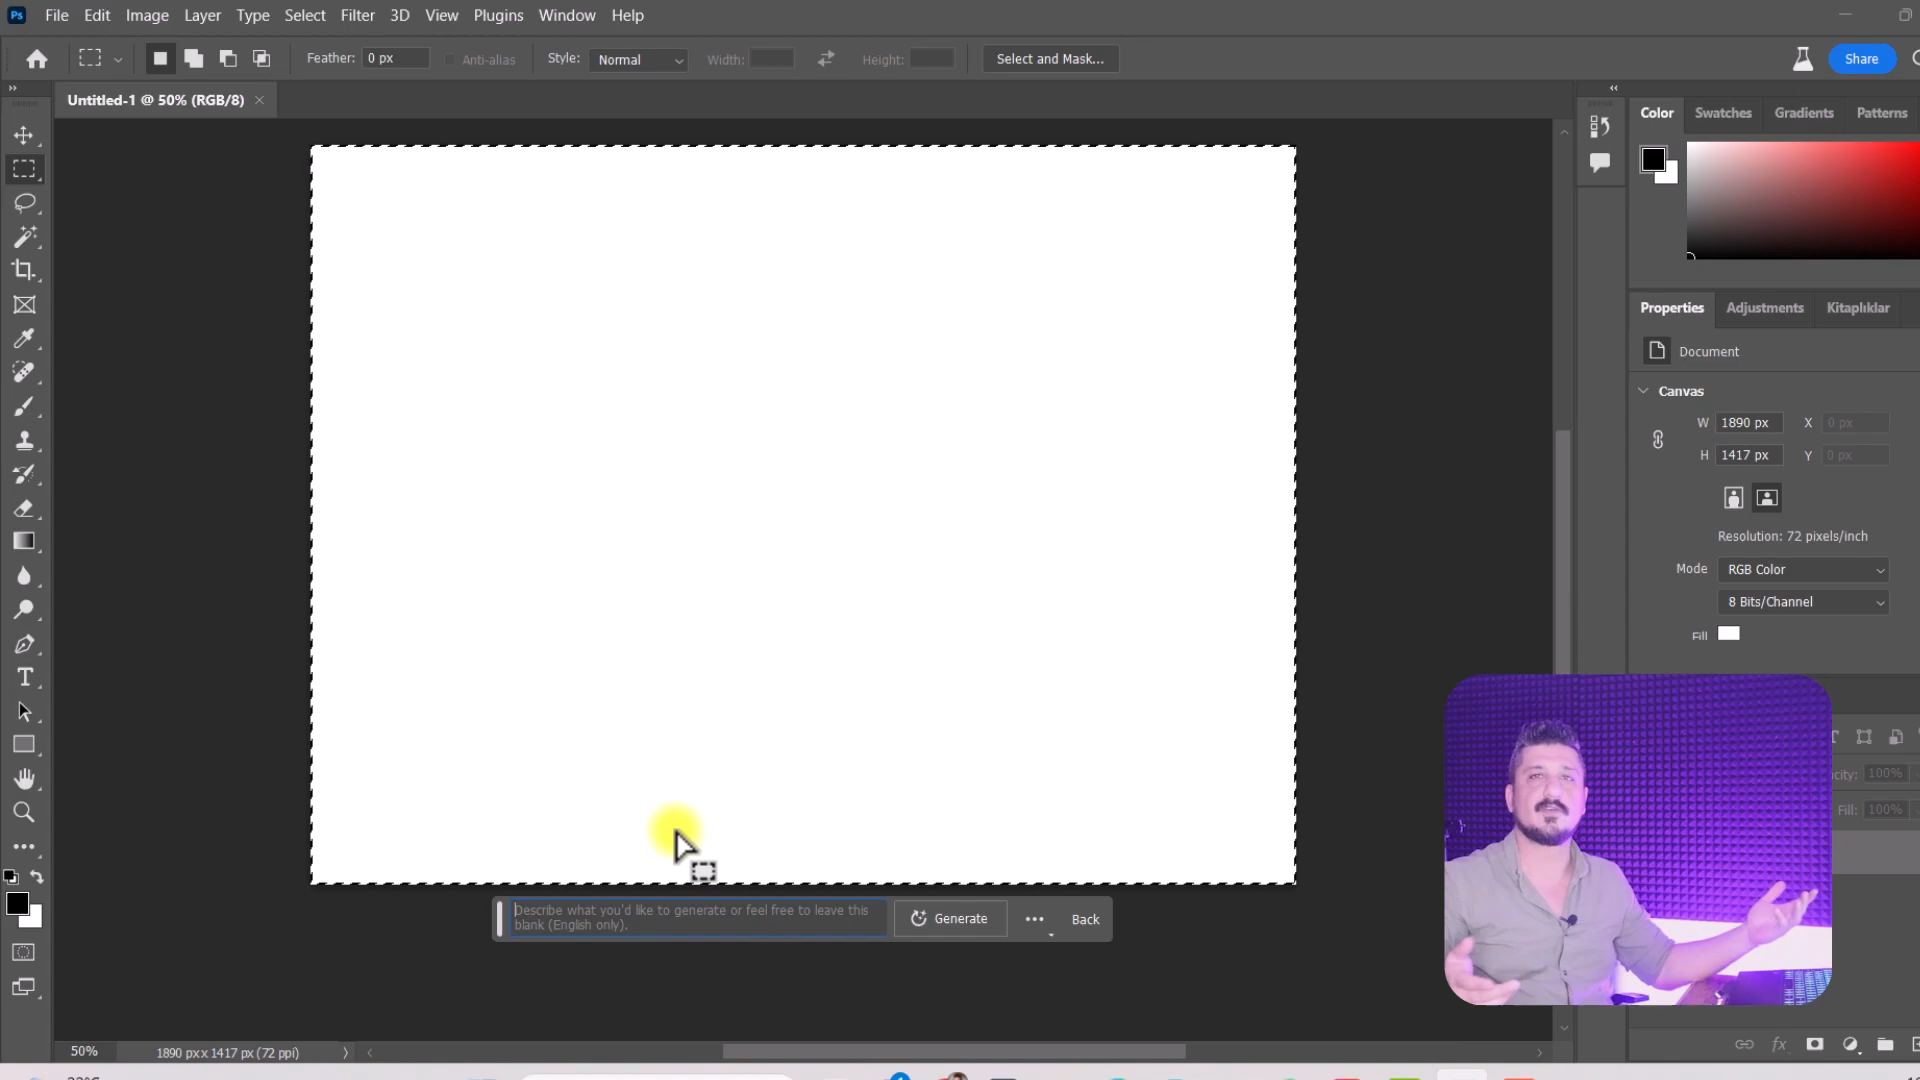 Ps File Edit Image Layer Type Select Filter 3D View Plugins Window Help
Feather: 0 px Anti-alias Style: Normal Width: Height: Select and Mask... Share
Untitled-1 @ 50% (RGB/8)
Color Swatches Gradients Patterns
Properties Adjustments Kitaplıklar
Document
Canvas
W 1890 px X 0 px
H 1417 px Y 0 px
Resolution: 72 pixels/inch
Mode RGB Color
8 Bits/Channel
Fill
100%
Fill: 100%
Describe what you'd like to generate or feel free to leave this
blank (English only).
Generate Back
fx
50% 1890 px x 1417 px (72 ppi)